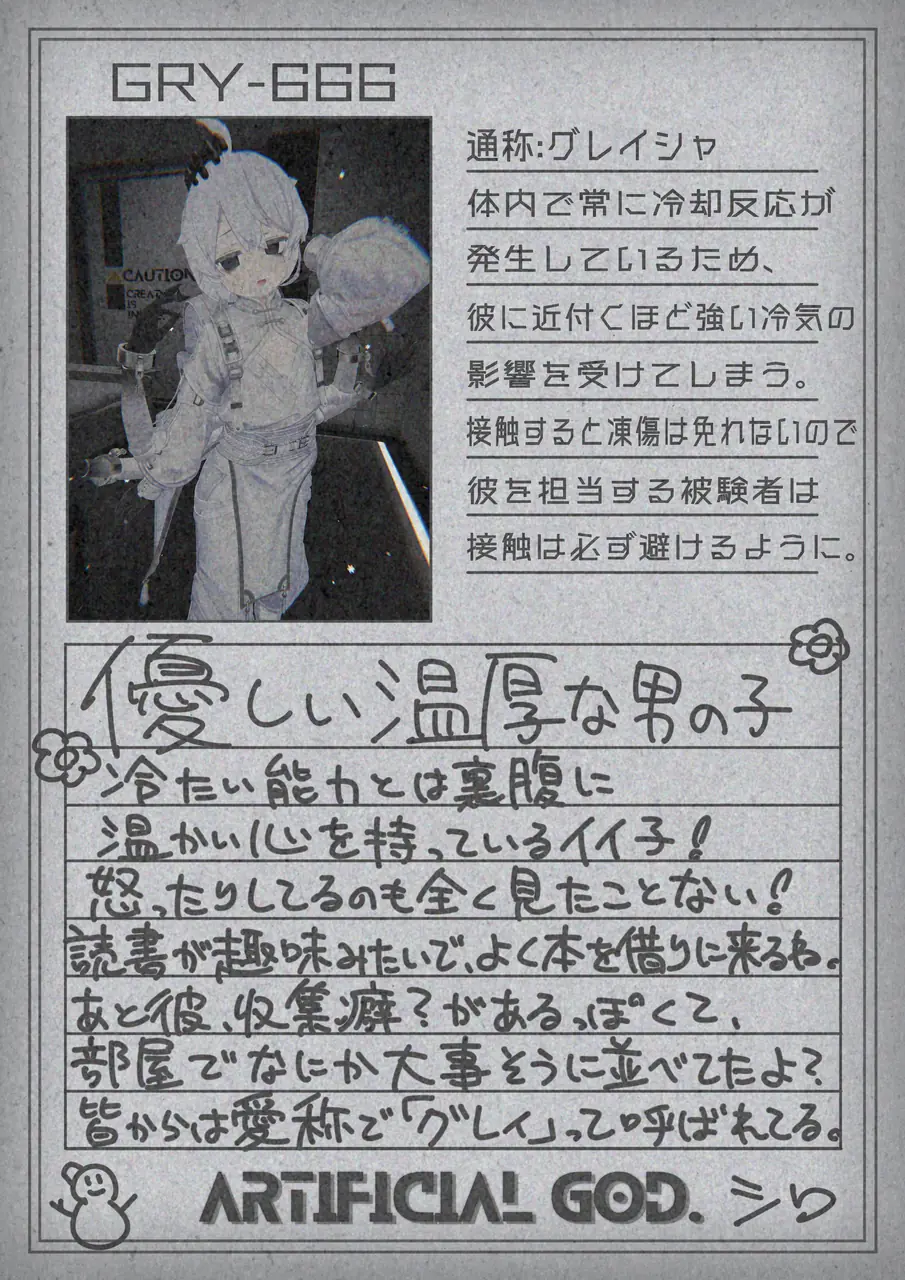 GRY-666
通称:グレイシャ
体内で常に冷却反応が
発生しているため、
彼に近付くほど強い冷気の
影響を受けてしまう。
接触すると凍傷は免れないので
彼を担当する被験者は
接触は必ず避けるように。
CAUTION
IS
優しい温厚な男の子
冷たい能力とは裏腹に
温かい心を持っているイイ子!
怒ったりしてるのも全く見たことない!
読書が趣味みたいで、よく本を借りに来るね。
あと彼、収集癖?があるっぽくて、
部屋でなにか大事そうに並べてたよ?
皆からは愛称で「グレイ」って呼ばれてる。
ARTIFICIAL GOD.
シロ